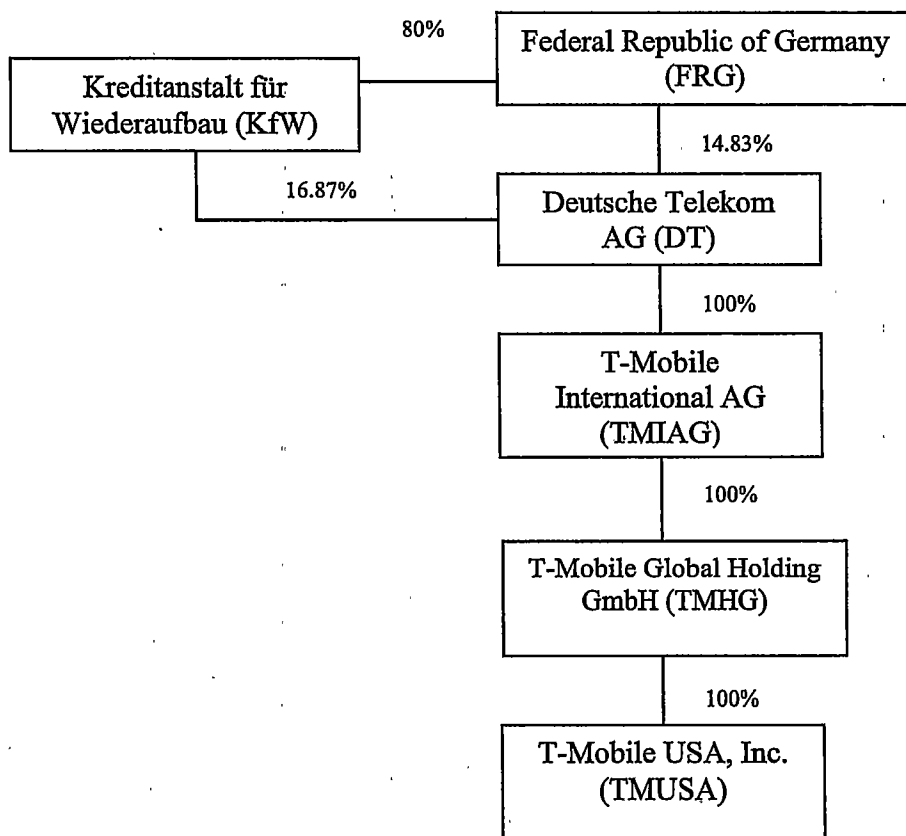 80%
Federal Republic of Germany
(FRG)
Kreditanstalt für
Wiederaufbau (KfW)
14.83%
16.87%
Deutsche Telekom
AG (DT)
100%
T-Mobile
International AG
(TMIAG)
100%
T-Mobile Global Holding
GmbH (TMHG)
100%
T-Mobile USA, Inc.
(TMUSA)